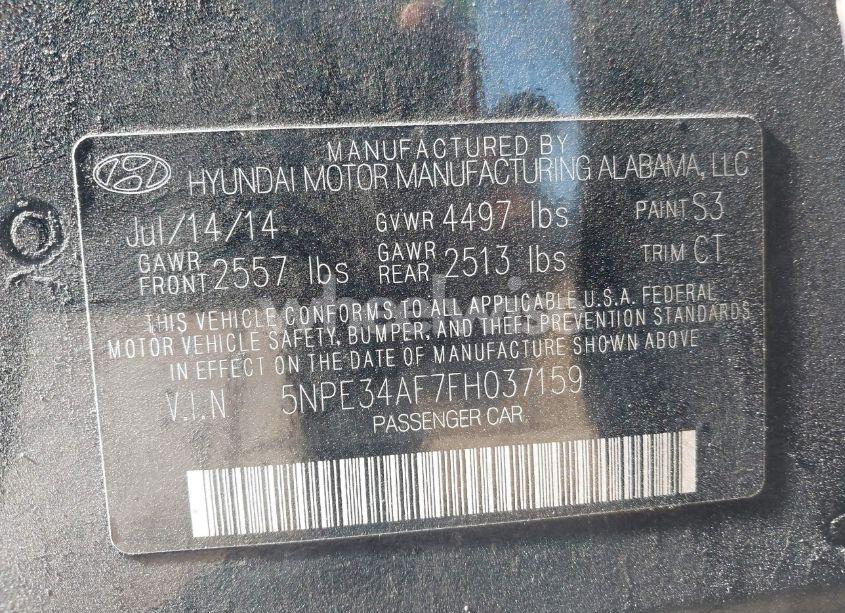 MANUFACTURED BY
HYUNDAI MOTOR MANUFACTURING ALABAMA, LLC
Jul/14/14 GVWR 4497 lbs PAINT S3
GAWR FRONT 2557 lbs GAWR REAR 2513 lbs TRIM CT
THIS VEHICLE CONFORMS TO ALL APPLICABLE U.S.A. FEDERAL
MOTOR VEHICLE SAFETY, BUMPER, AND THEFT PREVENTION STANDARDS
IN EFFECT ON THE DATE OF MANUFACTURE SHOWN ABOVE
V.I.N 5NPE34AF7FH037159
PASSENGER CAR